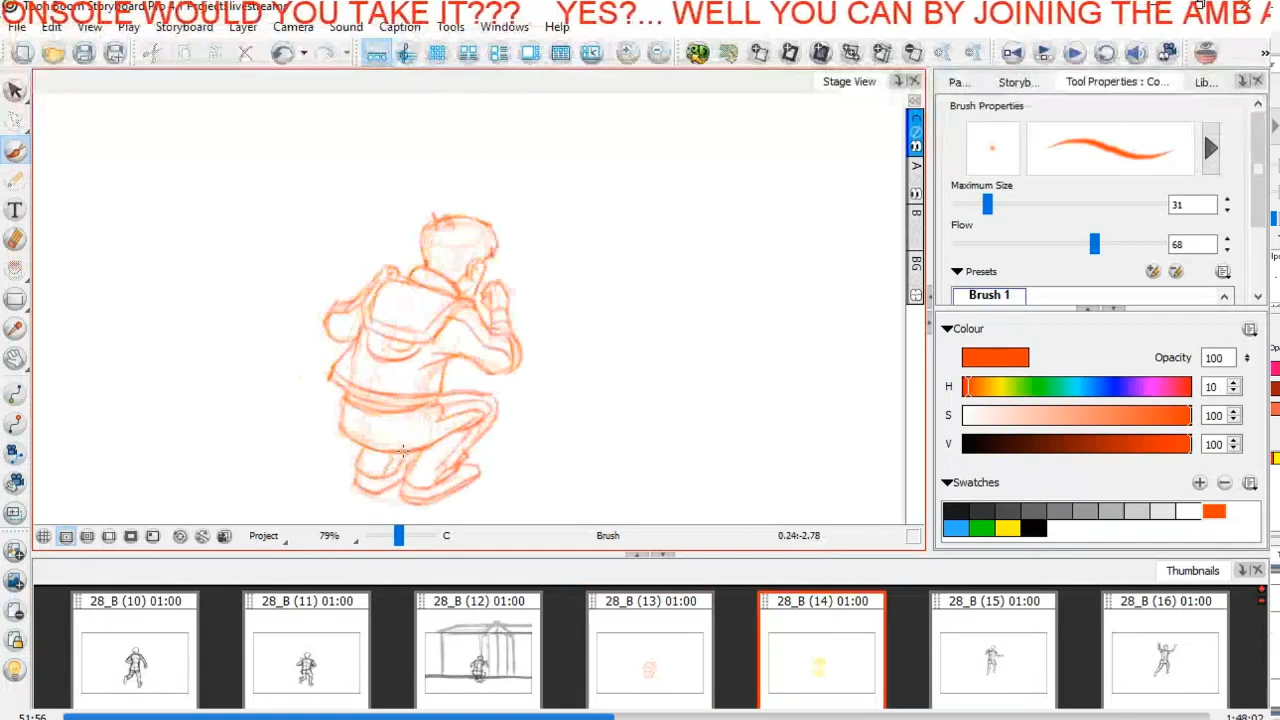 CONSOLE WOULD YOU TAKE IT??? YES?... WELL YOU CAN BY JOINING THE AMB A
File Edit View Play Storyboard Layer Camera Sound Caption Tools Windows Help
Stage View
Pa... Storyb... Tool Properties : Co... Lib...
Brush Properties
Maximum Size
31
Flow
68
Presets
Brush 1
Colour
Opacity 100
H 10
S 100
V 100
Swatches
C
A
B
BG
Project 79% C Brush 0.24:-2.78
Thumbnails
28_B (10) 01:00 28_B (11) 01:00 28_B (12) 01:00 28_B (13) 01:00 28_B (14) 01:00 28_B (15) 01:00 28_B (16) 01:00
51:56 1:48:02